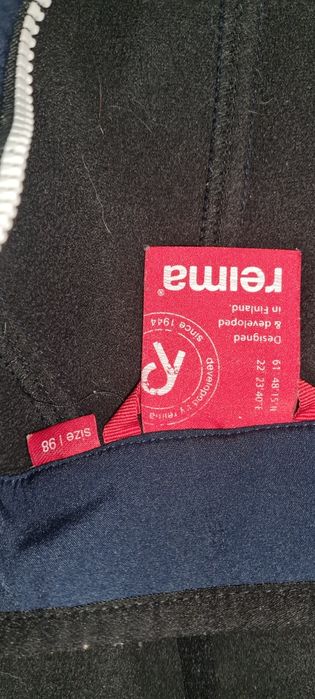 reima®
Designed
& developed
in Finland.
since 1944
developed by reima
61° 48' 15"N
22° 23' 40"E
size | 98